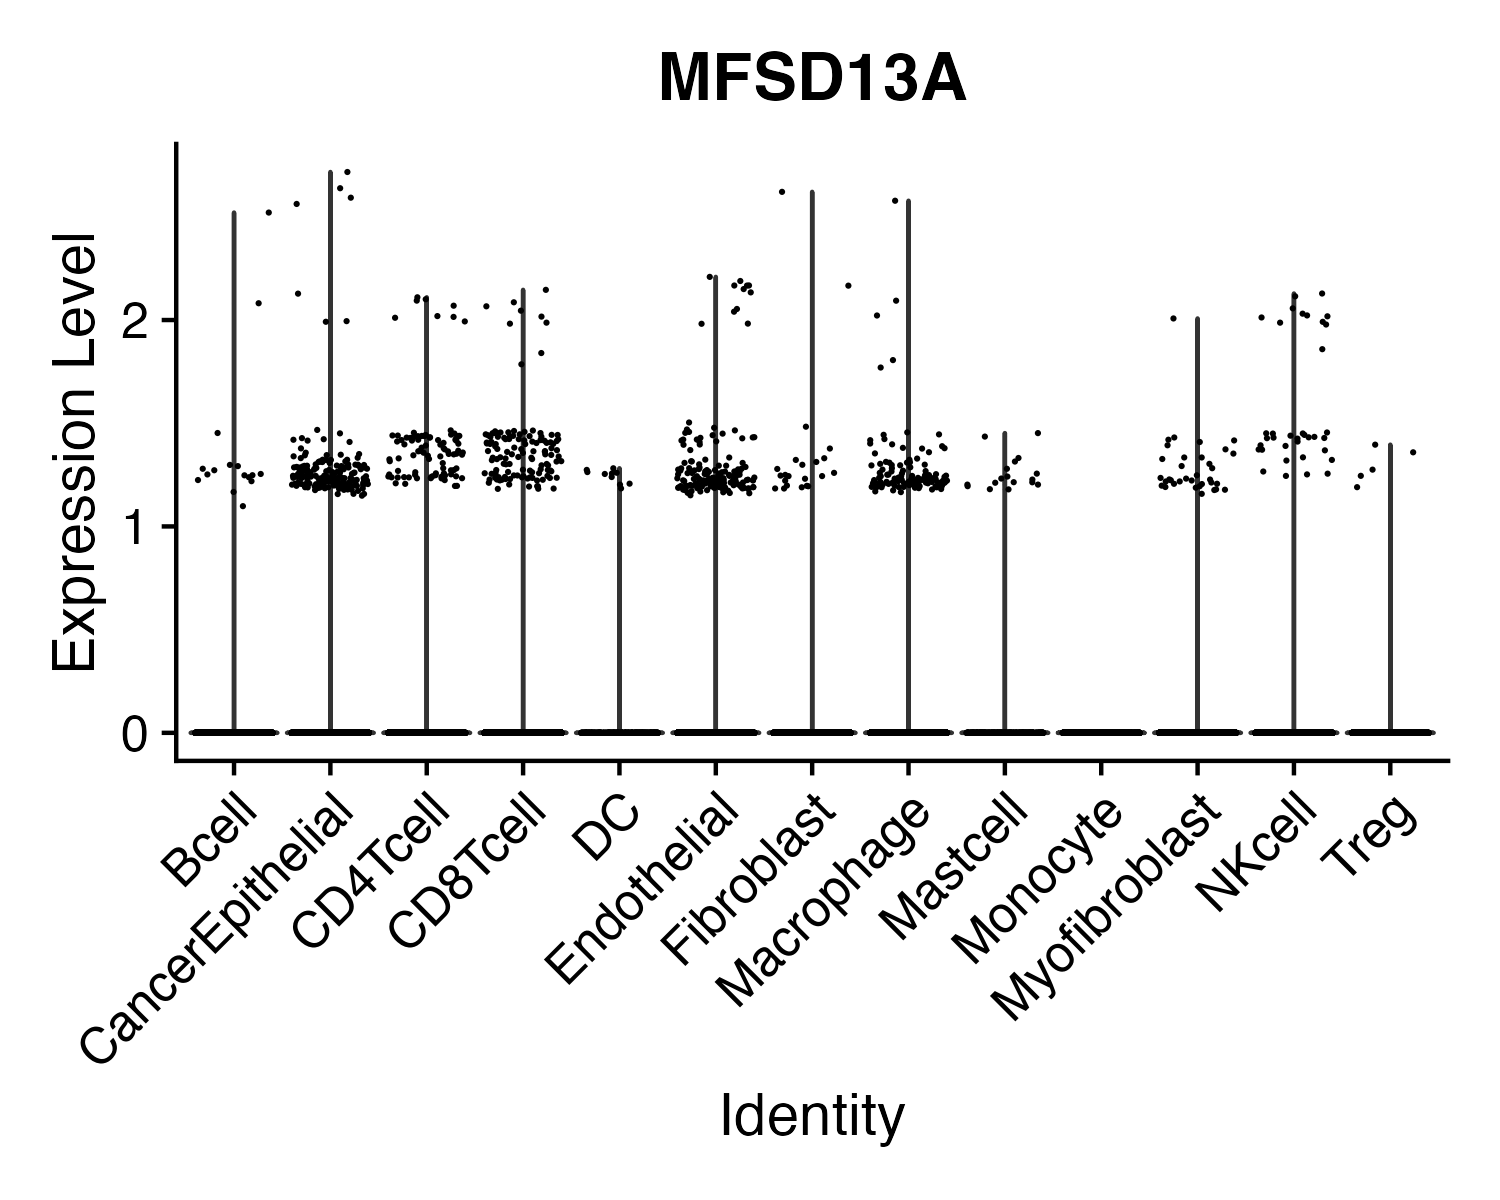 MFSD13A
Expression Level
2
1
0
Bcell
CancerEpithelial
CD4Tcell
CD8Tcell
DC
Endothelial
Fibroblast
Macrophage
Mastcell
Monocyte
Myofibroblast
NKcell
Treg
Identity